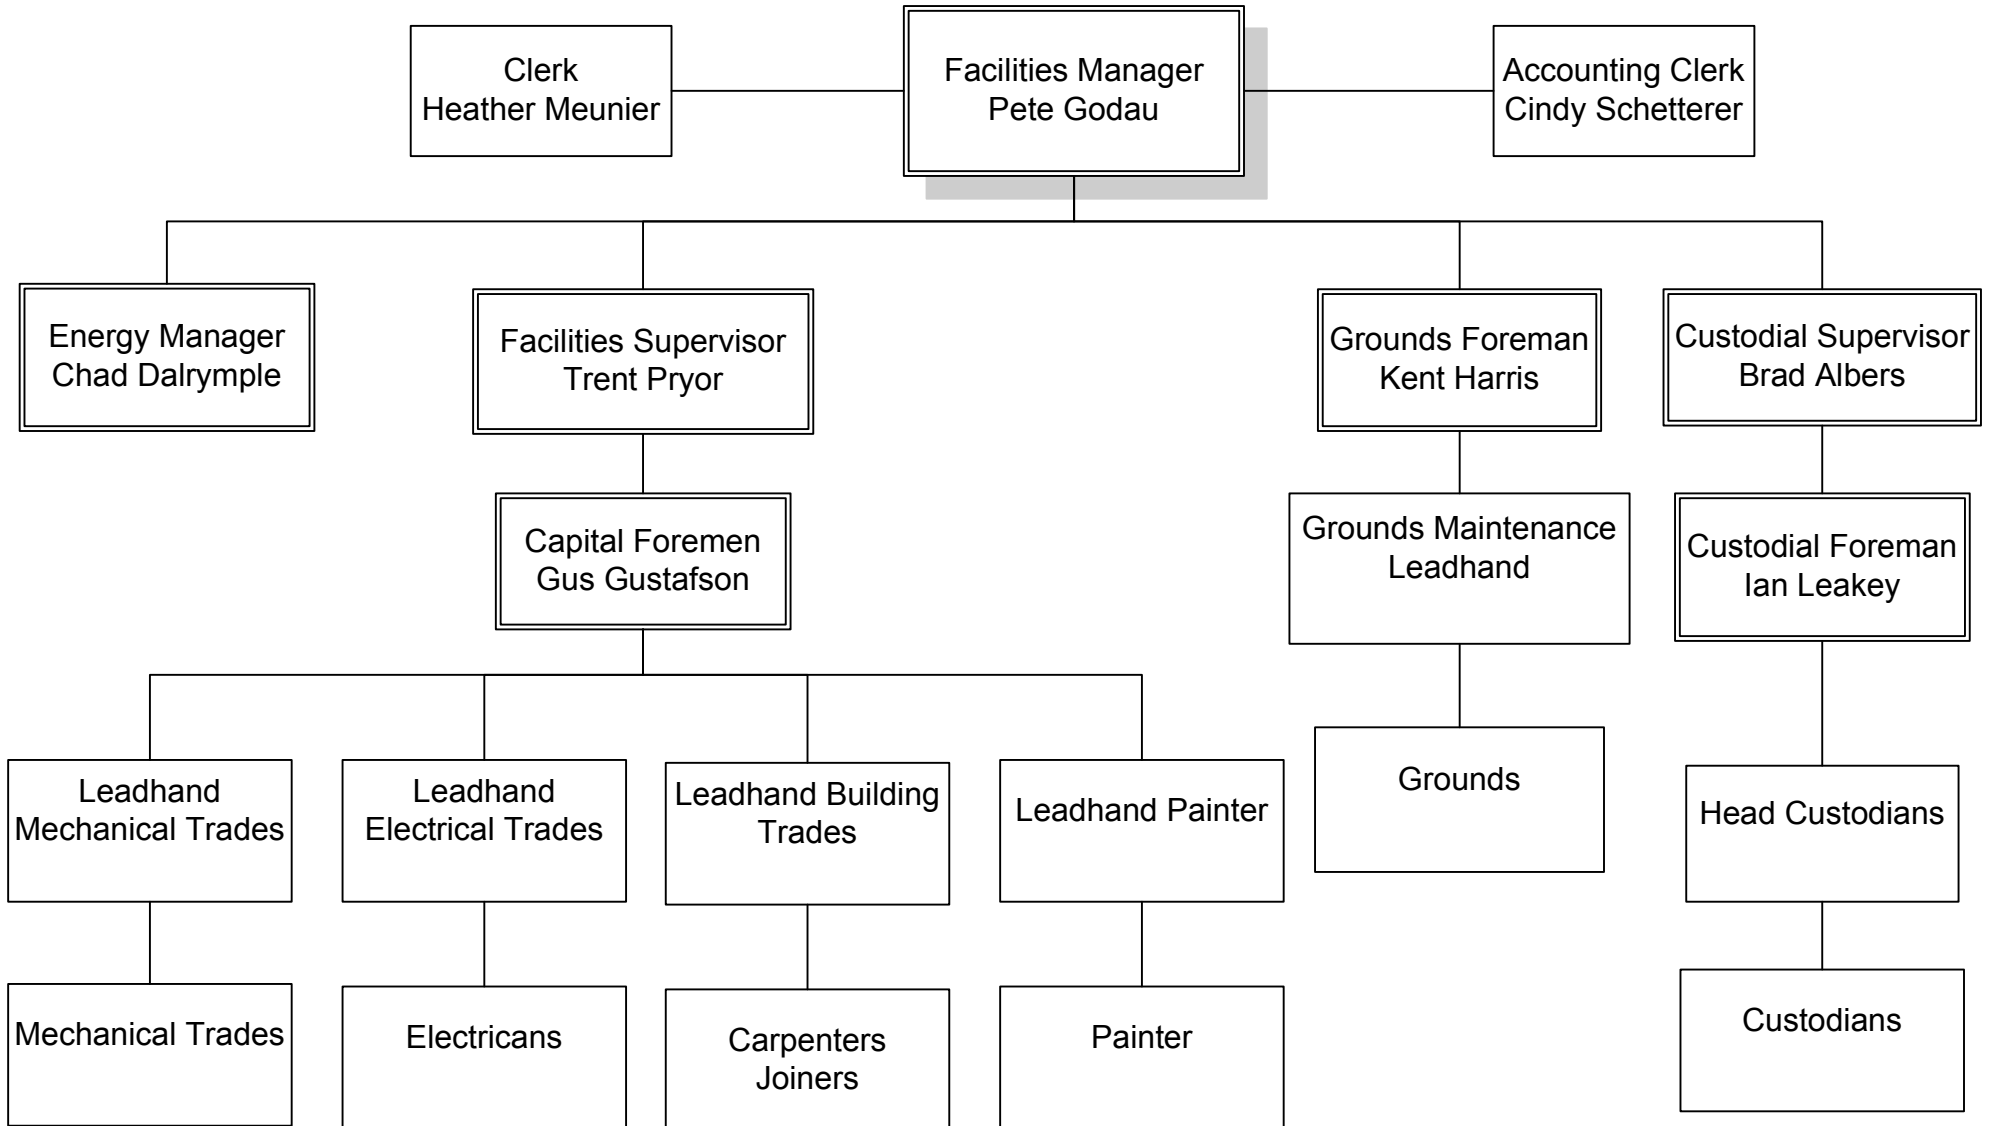 Clerk
Heather Meunier
Facilities Manager
Pete Godau
Accounting Clerk
Cindy Schetterer
Energy Manager
Chad Dalrymple
Facilities Supervisor
Trent Pryor
Grounds Foreman
Kent Harris
Custodial Supervisor
Brad Albers
Capital Foremen
Gus Gustafson
Grounds Maintenance
Leadhand
Custodial Foreman
Ian Leakey
Leadhand
Mechanical Trades
Leadhand
Electrical Trades
Leadhand Building
Trades
Leadhand Painter
Grounds
Head Custodians
Mechanical Trades
Electricans
Carpenters
Joiners
Painter
Custodians